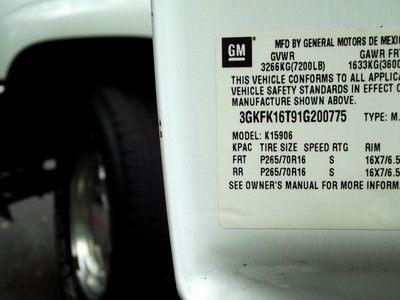 GM
MFD BY GENERAL MOTORS DE MEXI
GVWR GAWR FRT
3266KG(7200LB) 1633KG(3600
THIS VEHICLE CONFORMS TO ALL APPLICA
VEHICLE SAFETY STANDARDS IN EFFECT O
MANUFACTURE SHOWN ABOVE.
3GKFK16T91G200775 TYPE: M.
MODEL: K15906
KPAC TIRE SIZE SPEED RTG RIM
FRT P265/70R16 S 16X7/6.5
RR P265/70R16 S 16X7/6.5
SEE OWNER'S MANUAL FOR MORE INFORM